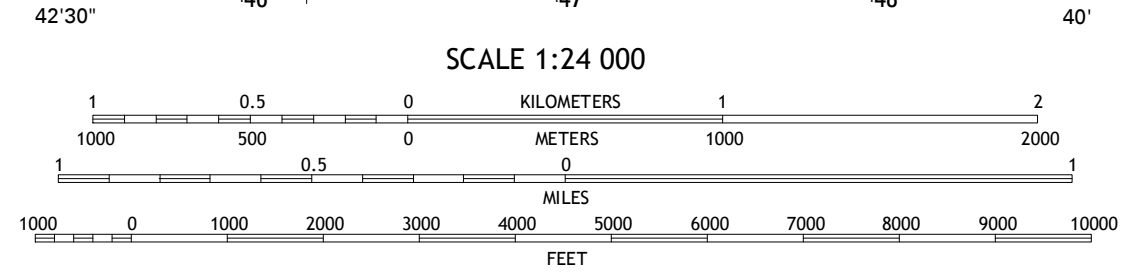 42'30"
40'
SCALE 1:24 000
1 0.5 0 KILOMETERS 1 2
1000 500 0 METERS 1000 2000
1 0.5 0 1
MILES
1000 0 1000 2000 3000 4000 5000 6000 7000 8000 9000 10000
FEET